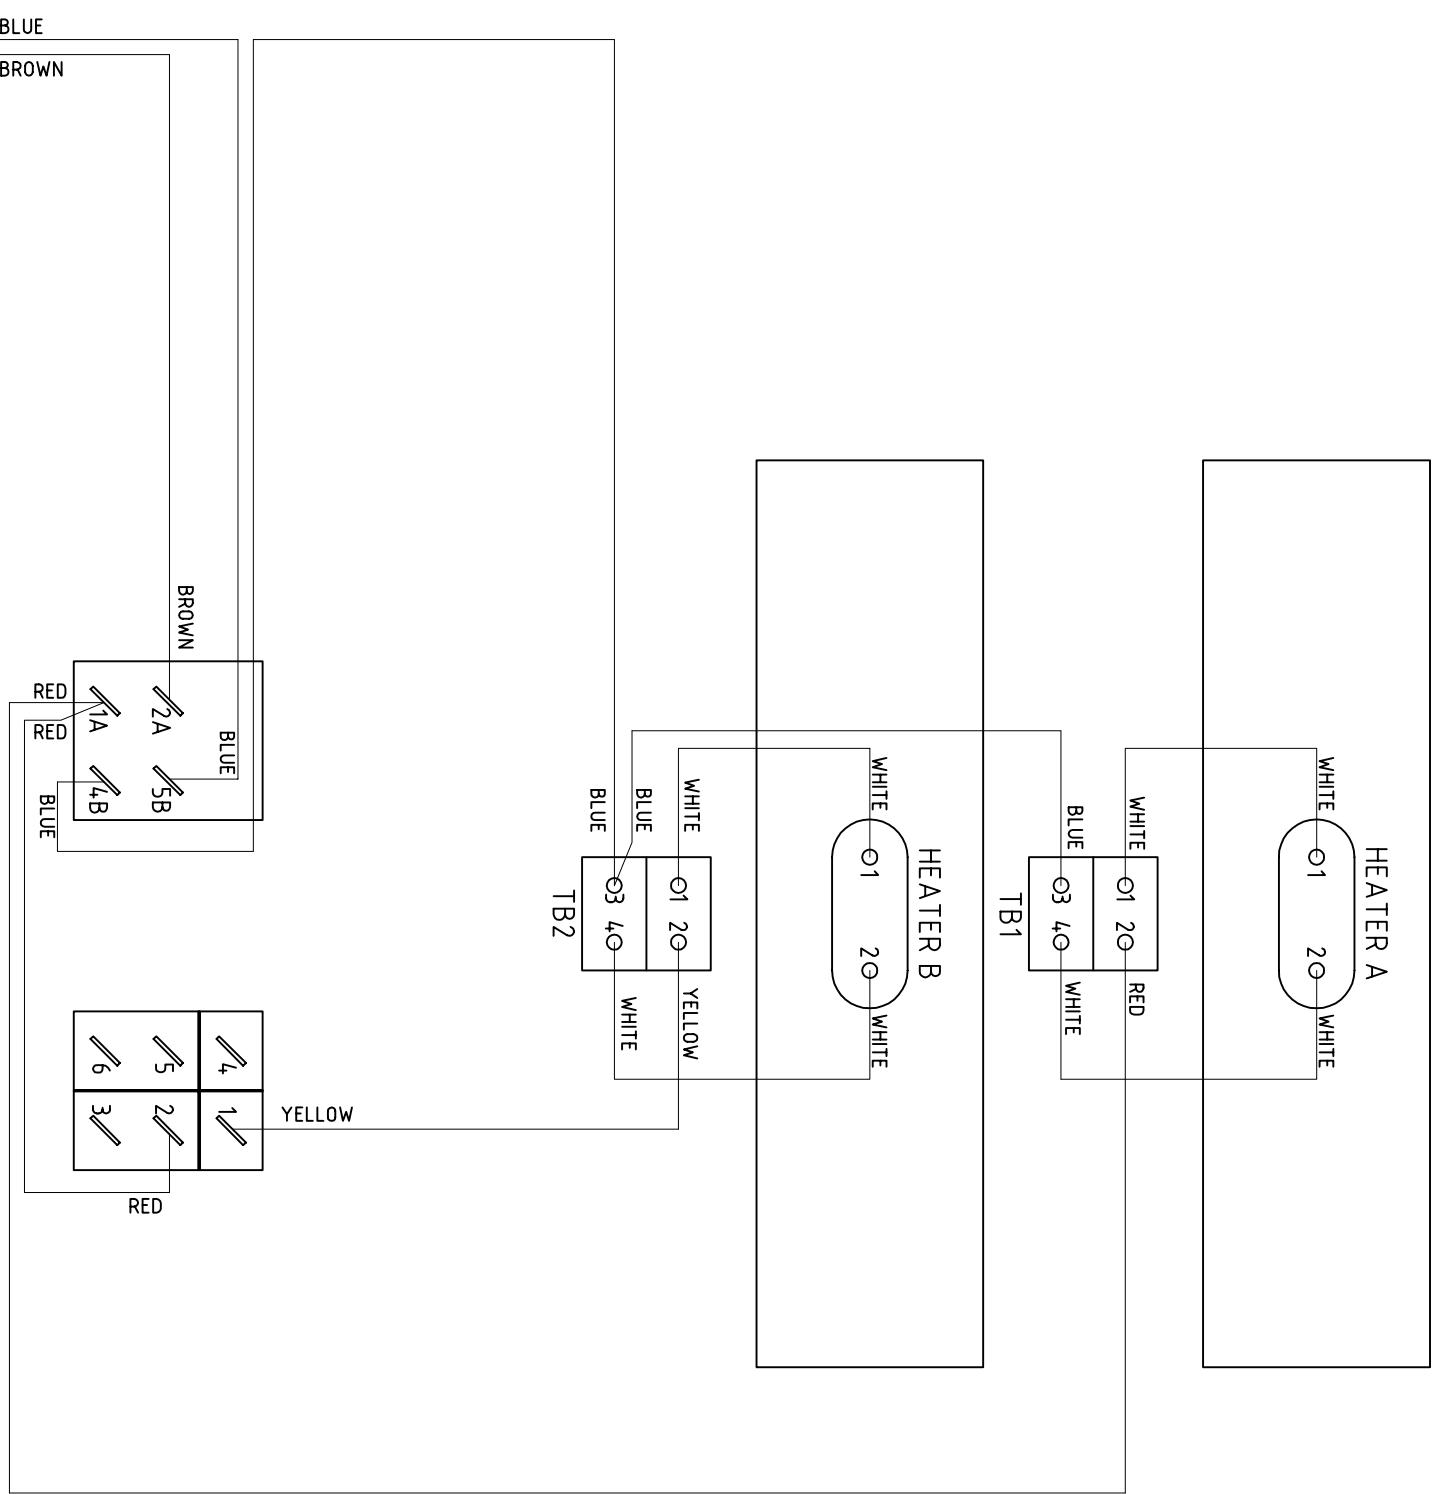 BLUE
BROWN
BROWN
RED
RED
1A
2A
BLUE
4B
5B
BLUE
BLUE
BLUE
WHITE
3
1
4
2
TB2
WHITE
YELLOW
WHITE
1
2
HEATER B
WHITE
BLUE
WHITE
3
1
4
2
TB1
WHITE
RED
WHITE
1
2
HEATER A
WHITE
6
5
4
3
2
1
YELLOW
RED